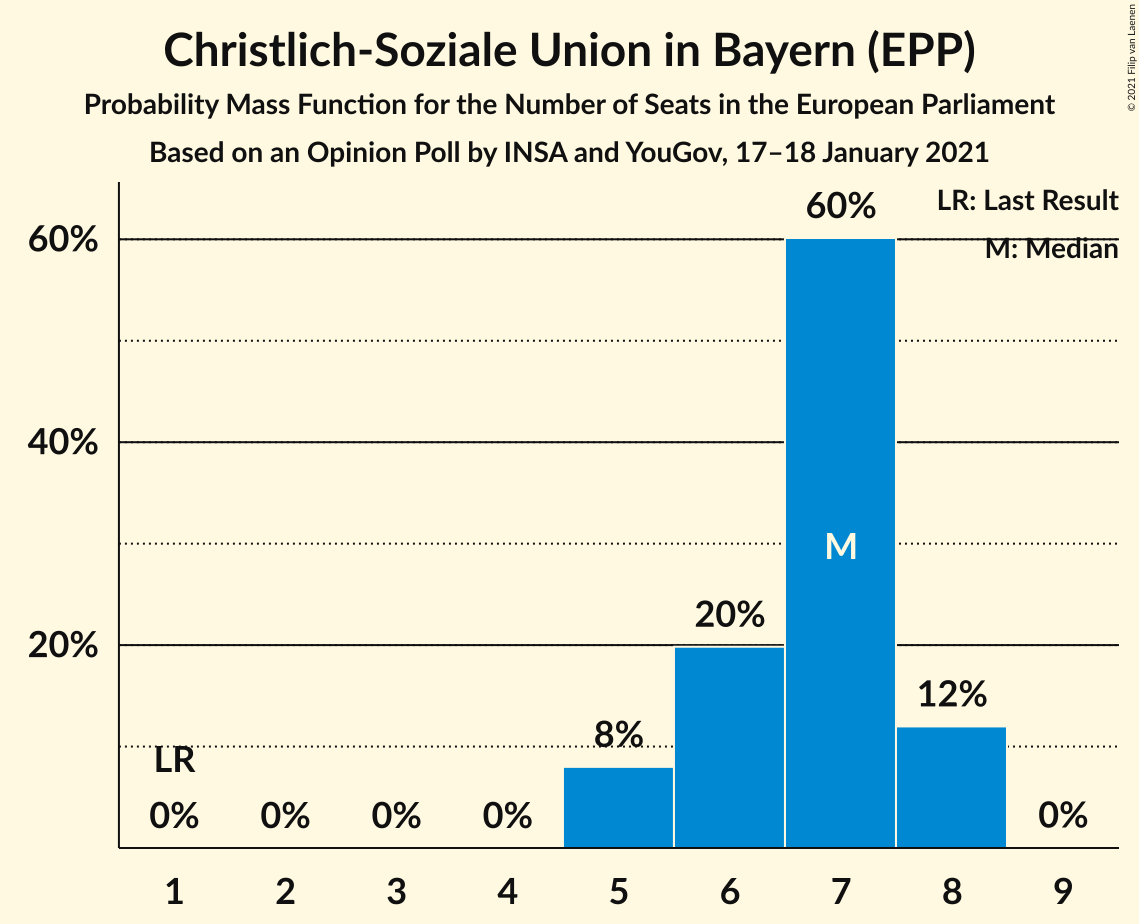 Christlich-Soziale Union in Bayern (EPP)
Probability Mass Function for the Number of Seats in the European Parliament
Based on an Opinion Poll by INSA and YouGov, 17–18 January 2021
© 2021 Filip van Laenen
LR: Last Result
M: Median
60%
40%
20%
LR
0%
0%
0%
0%
8%
20%
60%
M
12%
0%
1 2 3 4 5 6 7 8 9